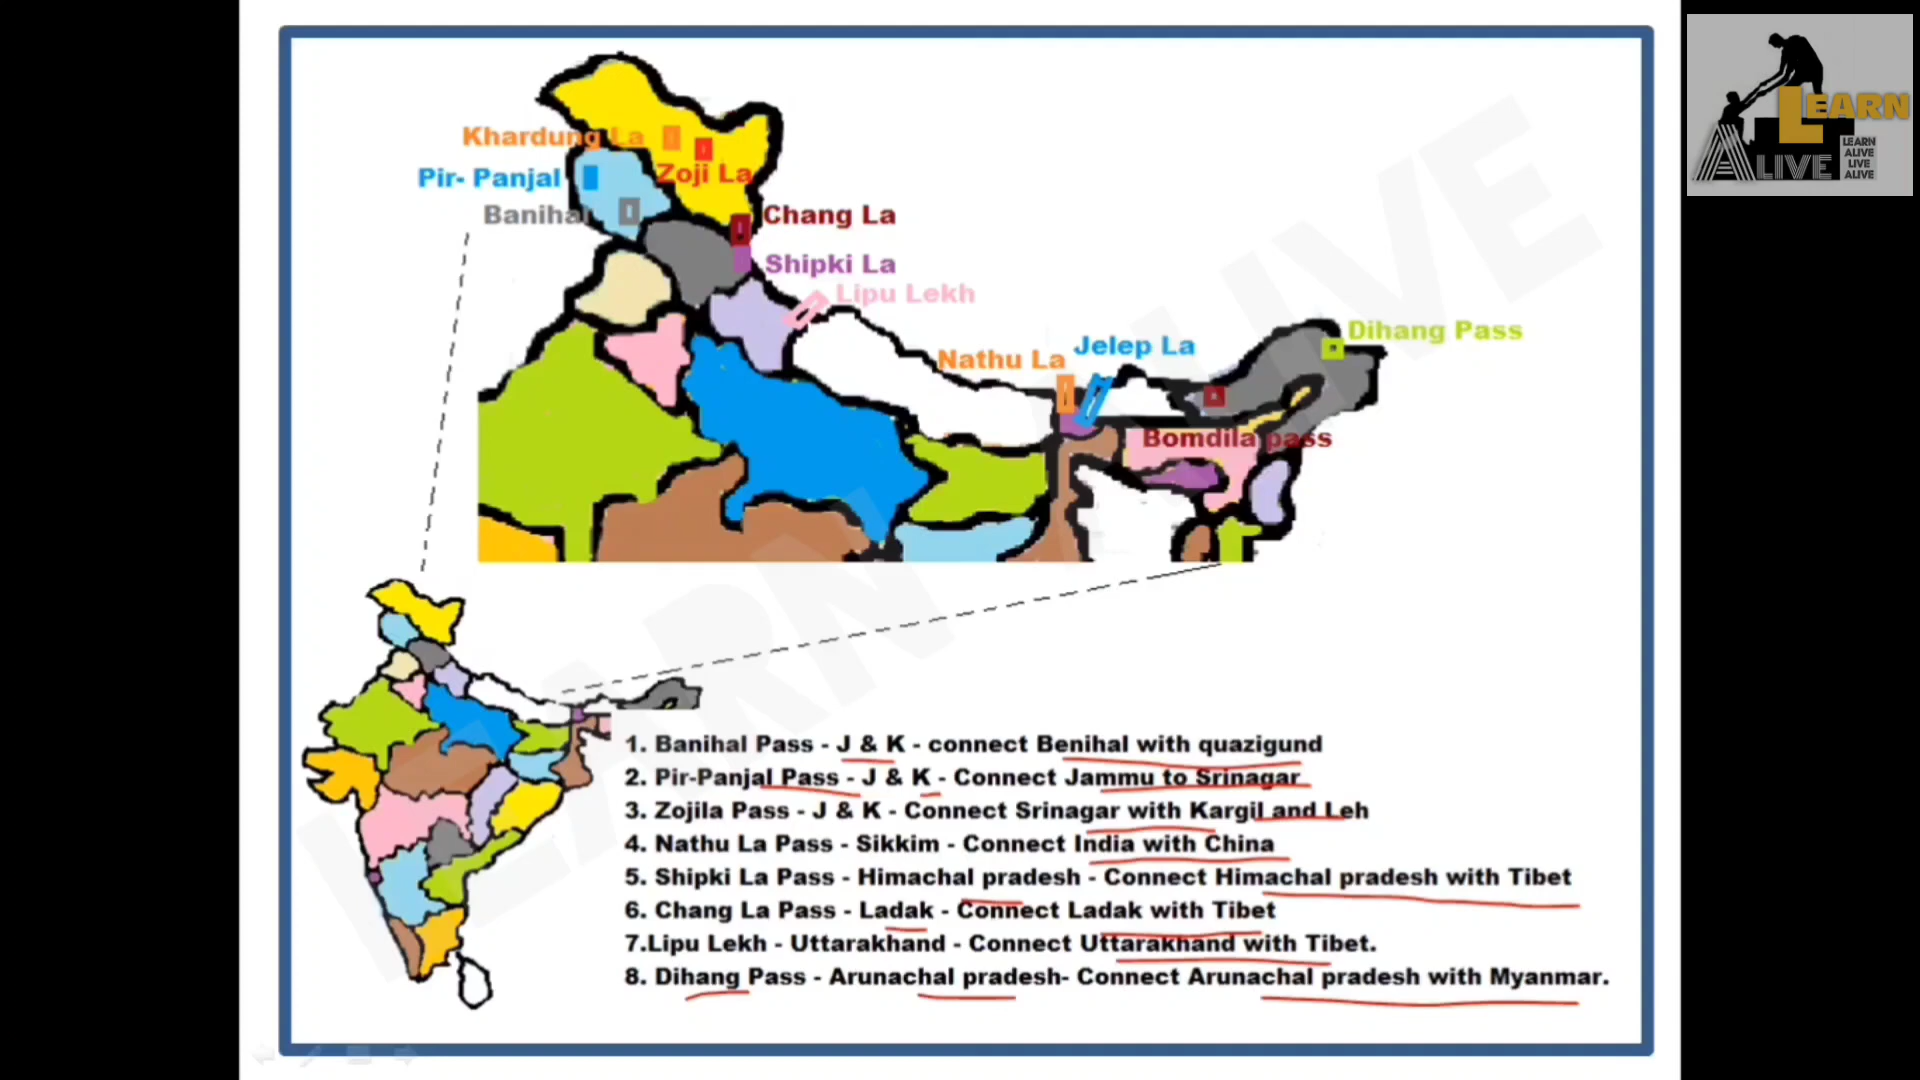 LEARN
ALIVE
LEARN
ALIVE
LIVE
ALIVE
Khardung La
Zoji La
Pir- Panjal
Banihal
Chang La
Shipki La
Lipu Lekh
Nathu La
Jelep La
Dihang Pass
Bomdila pass
LEARN ALIVE
1. Banihal Pass - J & K - connect Benihal with quazigund
2. Pir-Panjal Pass - J & K - Connect Jammu to Srinagar
3. Zojila Pass - J & K - Connect Srinagar with Kargil and Leh
4. Nathu La Pass - Sikkim - Connect India with China
5. Shipki La Pass - Himachal pradesh - Connect Himachal pradesh with Tibet
6. Chang La Pass - Ladak - Connect Ladak with Tibet
7.Lipu Lekh - Uttarakhand - Connect Uttarakhand with Tibet.
8. Dihang Pass - Arunachal pradesh- Connect Arunachal pradesh with Myanmar.